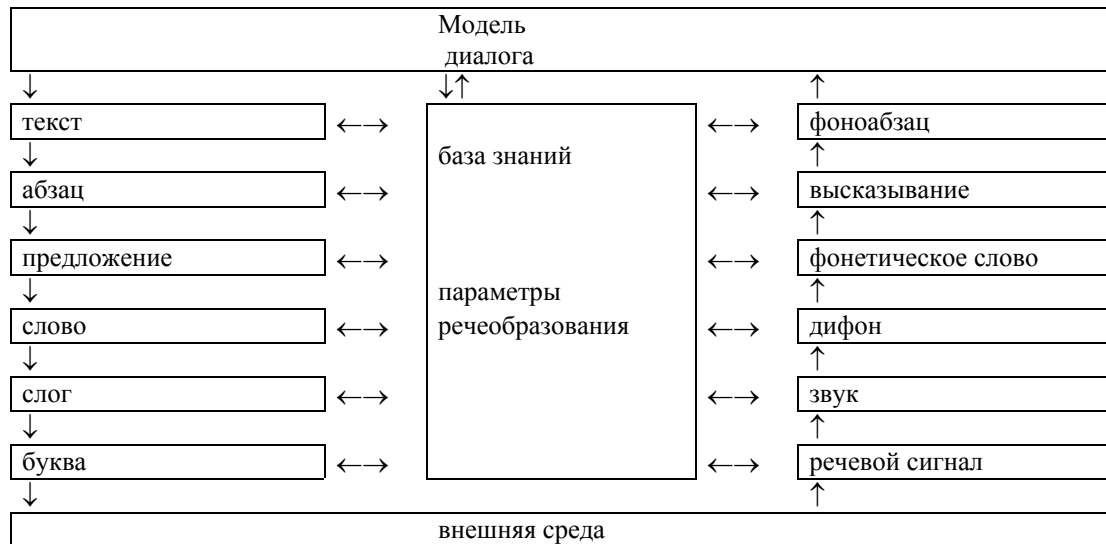 Модель
диалога
↓ ↓↑ ↑
текст ←→ ←→ фоноабзац
↓ база знаний ↑
абзац ←→ ←→ высказывание
↓ ↑
предложение ←→ ←→ фонетическое слово
↓ параметры ↑
слово ←→ речеобразования ←→ дифон
↓ ↑
слог ←→ ←→ звук
↓ ↑
буква ←→ ←→ речевой сигнал
↓ ↑
внешняя среда